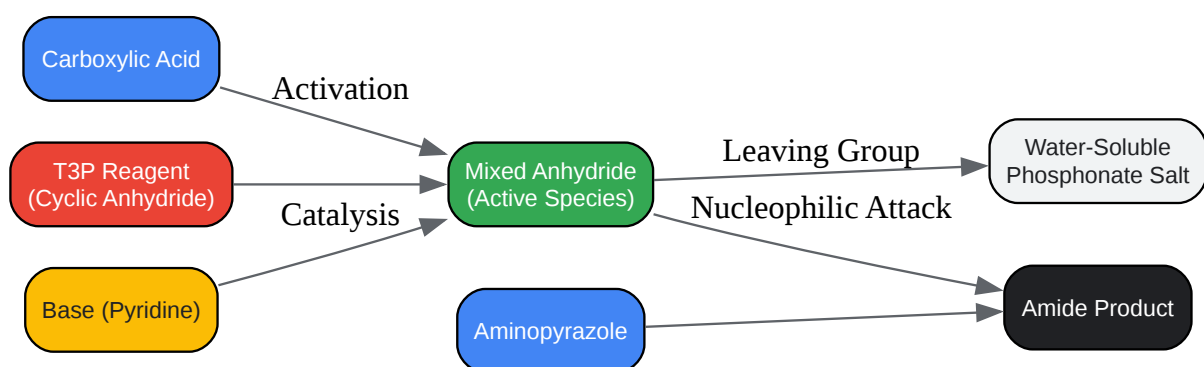 Carboxylic Acid
Activation
T3P Reagent
(Cyclic Anhydride)
Catalysis
Base (Pyridine)
Mixed Anhydride
(Active Species)
Leaving Group
Nucleophilic Attack
Water-Soluble
Phosphonate Salt
Aminopyrazole
Amide Product